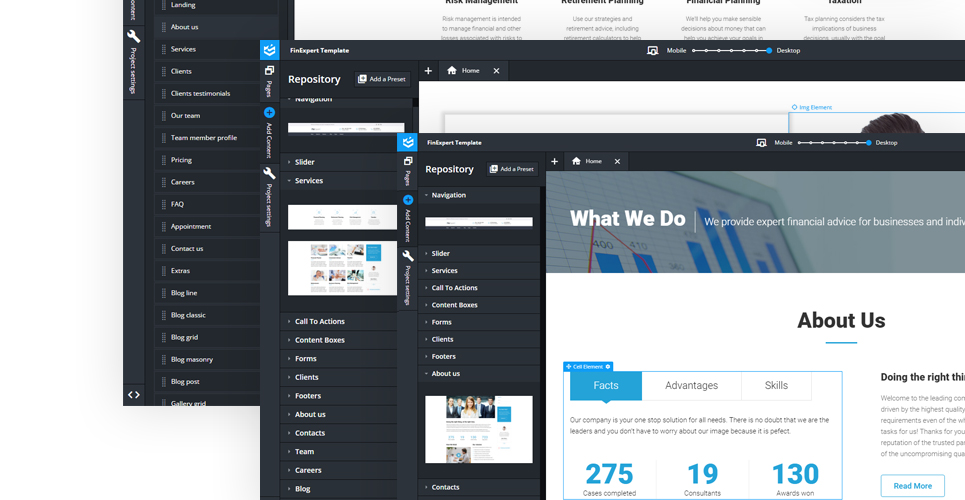 Landing
About us
Services
Clients
Clients testimonials
Our team
Team member profile
Pricing
Careers
FAQ
Appointment
Contact us
Extras
Blog line
Blog classic
Blog grid
Blog masonry
Blog post
Gallery grid
Content
Project settings
Risk Management
Retirement Planning
Financial Planning
Taxation
Risk management is intended
to manage financial and other
losses associated with risks to
Use our strategies and
retirement advice, including
retirement calculators to help
We'll help you make sensible
decisions about money that can
help you achieve your goals in
Tax planning considers the tax
implications of business
decisions, usually with the goal
FinExpert Template
Mobile
Desktop
Pages
Add Content
Project settings
Repository
Add a Preset
Home
Img Element
Navigation
Slider
Services
Call To Actions
Content Boxes
Forms
Clients
Footers
About us
Contacts
Team
Careers
Blog
FinExpert Template
Mobile
Desktop
Pages
Add Content
Project settings
Repository
Add a Preset
Home
Navigation
Slider
Services
Call To Actions
Content Boxes
Forms
Clients
Footers
About us
Contacts
What We Do
We provide expert financial advice for businesses and indiv
400
410
About Us
Cell Element
Facts
Advantages
Skills
Our company is your one stop solution for all needs. There is no doubt that we are the
leaders and you don't have to worry about our image because it is pefect.
275
Cases completed
19
Consultants
130
Awards won
Doing the right thi
Welcome to the leading com
driven by the highest quality
requirements even of the wh
tasks for us! Thanks for you
reputation of the trusted par
of the uncompromising qua
Read More